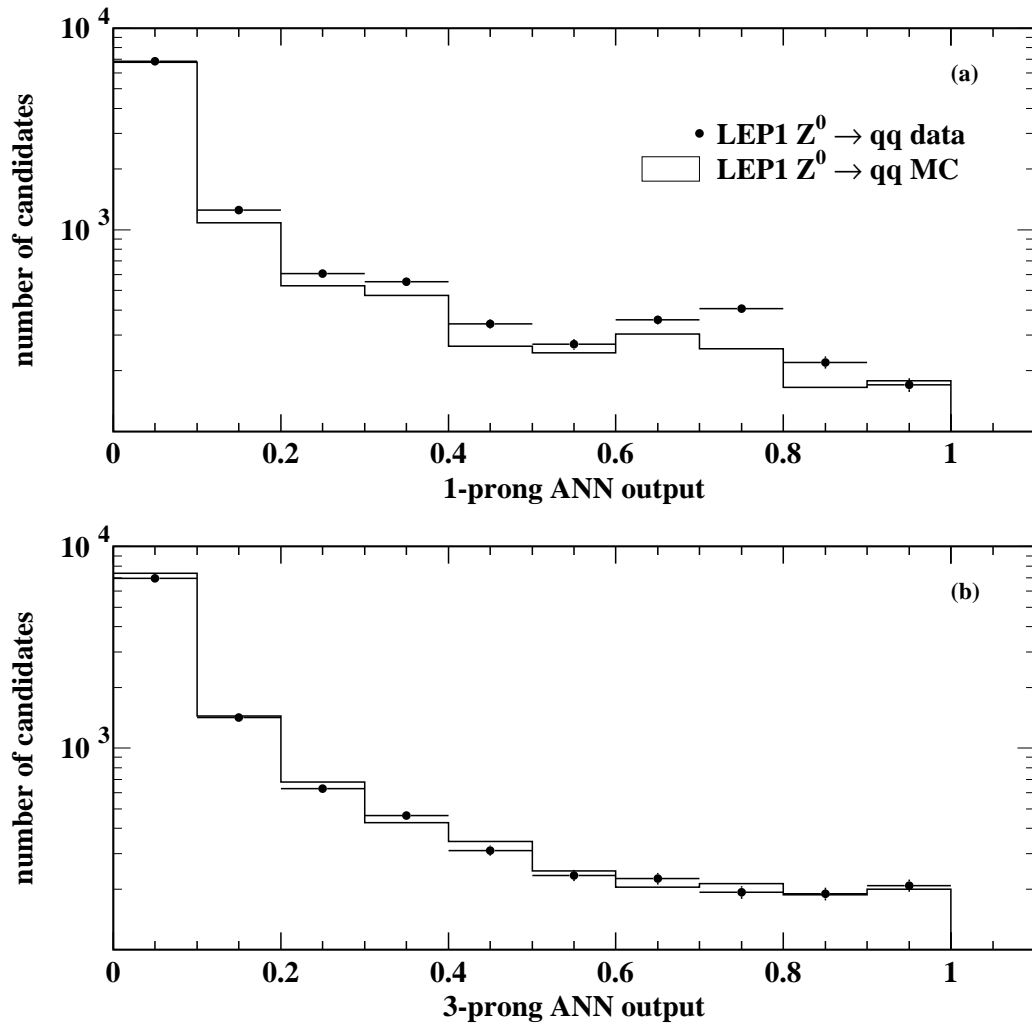 10 4
(a)
number of candidates
LEP1 Z0 → qq data
LEP1 Z0 → qq MC
10 3
0 0.2 0.4 0.6 0.8 1
1-prong ANN output
10 4
(b)
number of candidates
10 3
0 0.2 0.4 0.6 0.8 1
3-prong ANN output